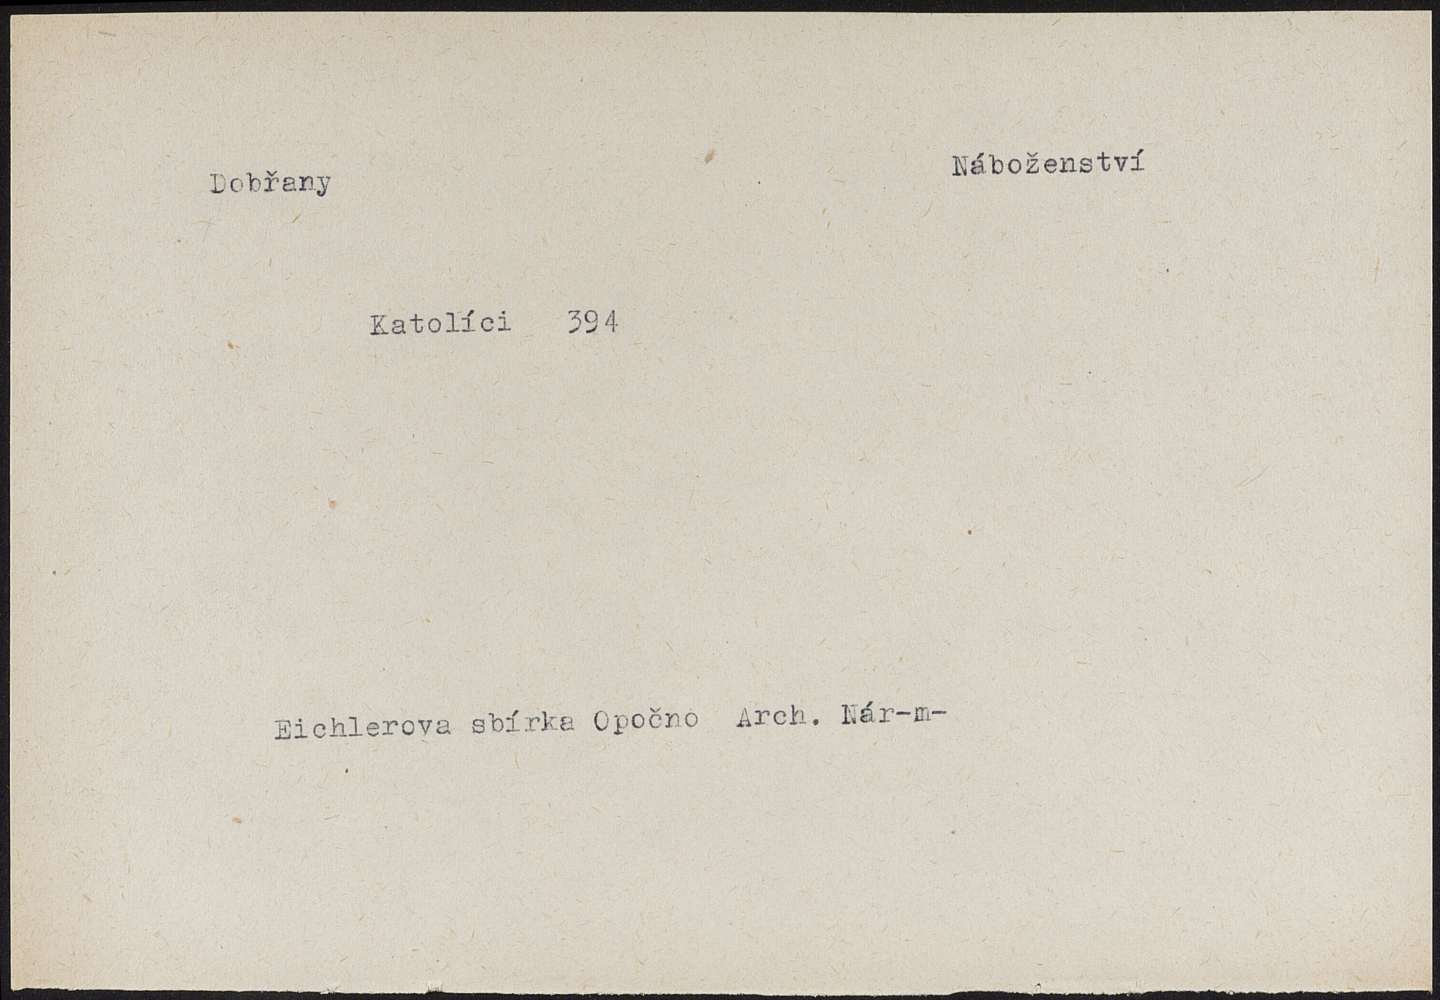 Dobřany
Náboženství
Katolíci 394
Eichlerova sbírka Opočno Arch. Nár-m-